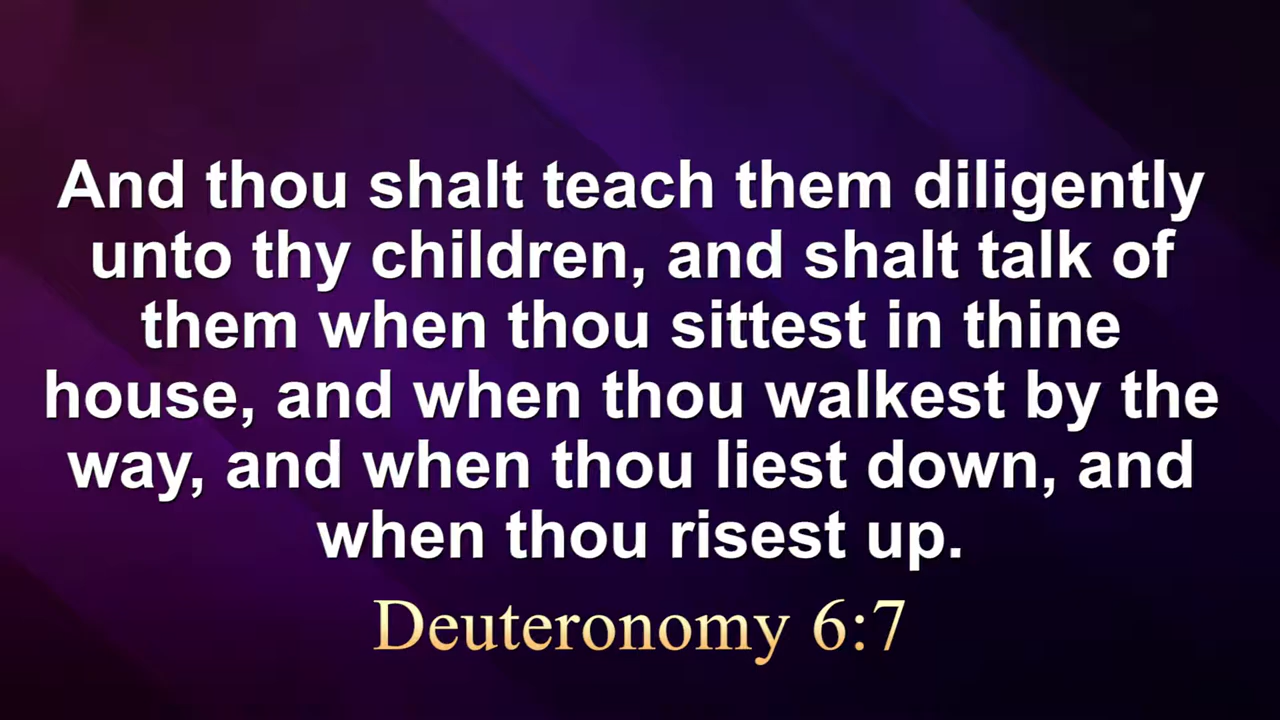 And thou shalt teach them diligently
unto thy children, and shalt talk of
them when thou sittest in thine
house, and when thou walkest by the
way, and when thou liest down, and
when thou risest up.
Deuteronomy 6:7